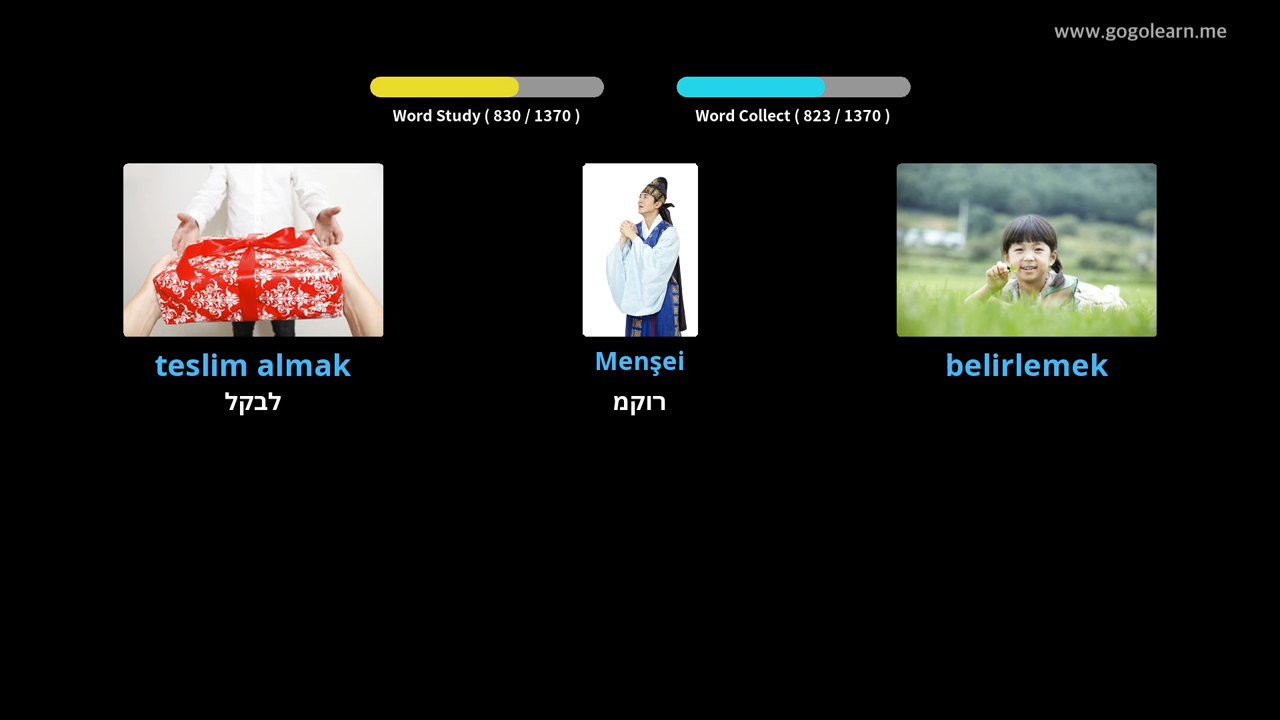 www.gogolearn.me
Word Study ( 830 / 1370 )
Word Collect ( 823 / 1370 )
teslim almak
לבקל
Menşei
רוקמ
belirlemek